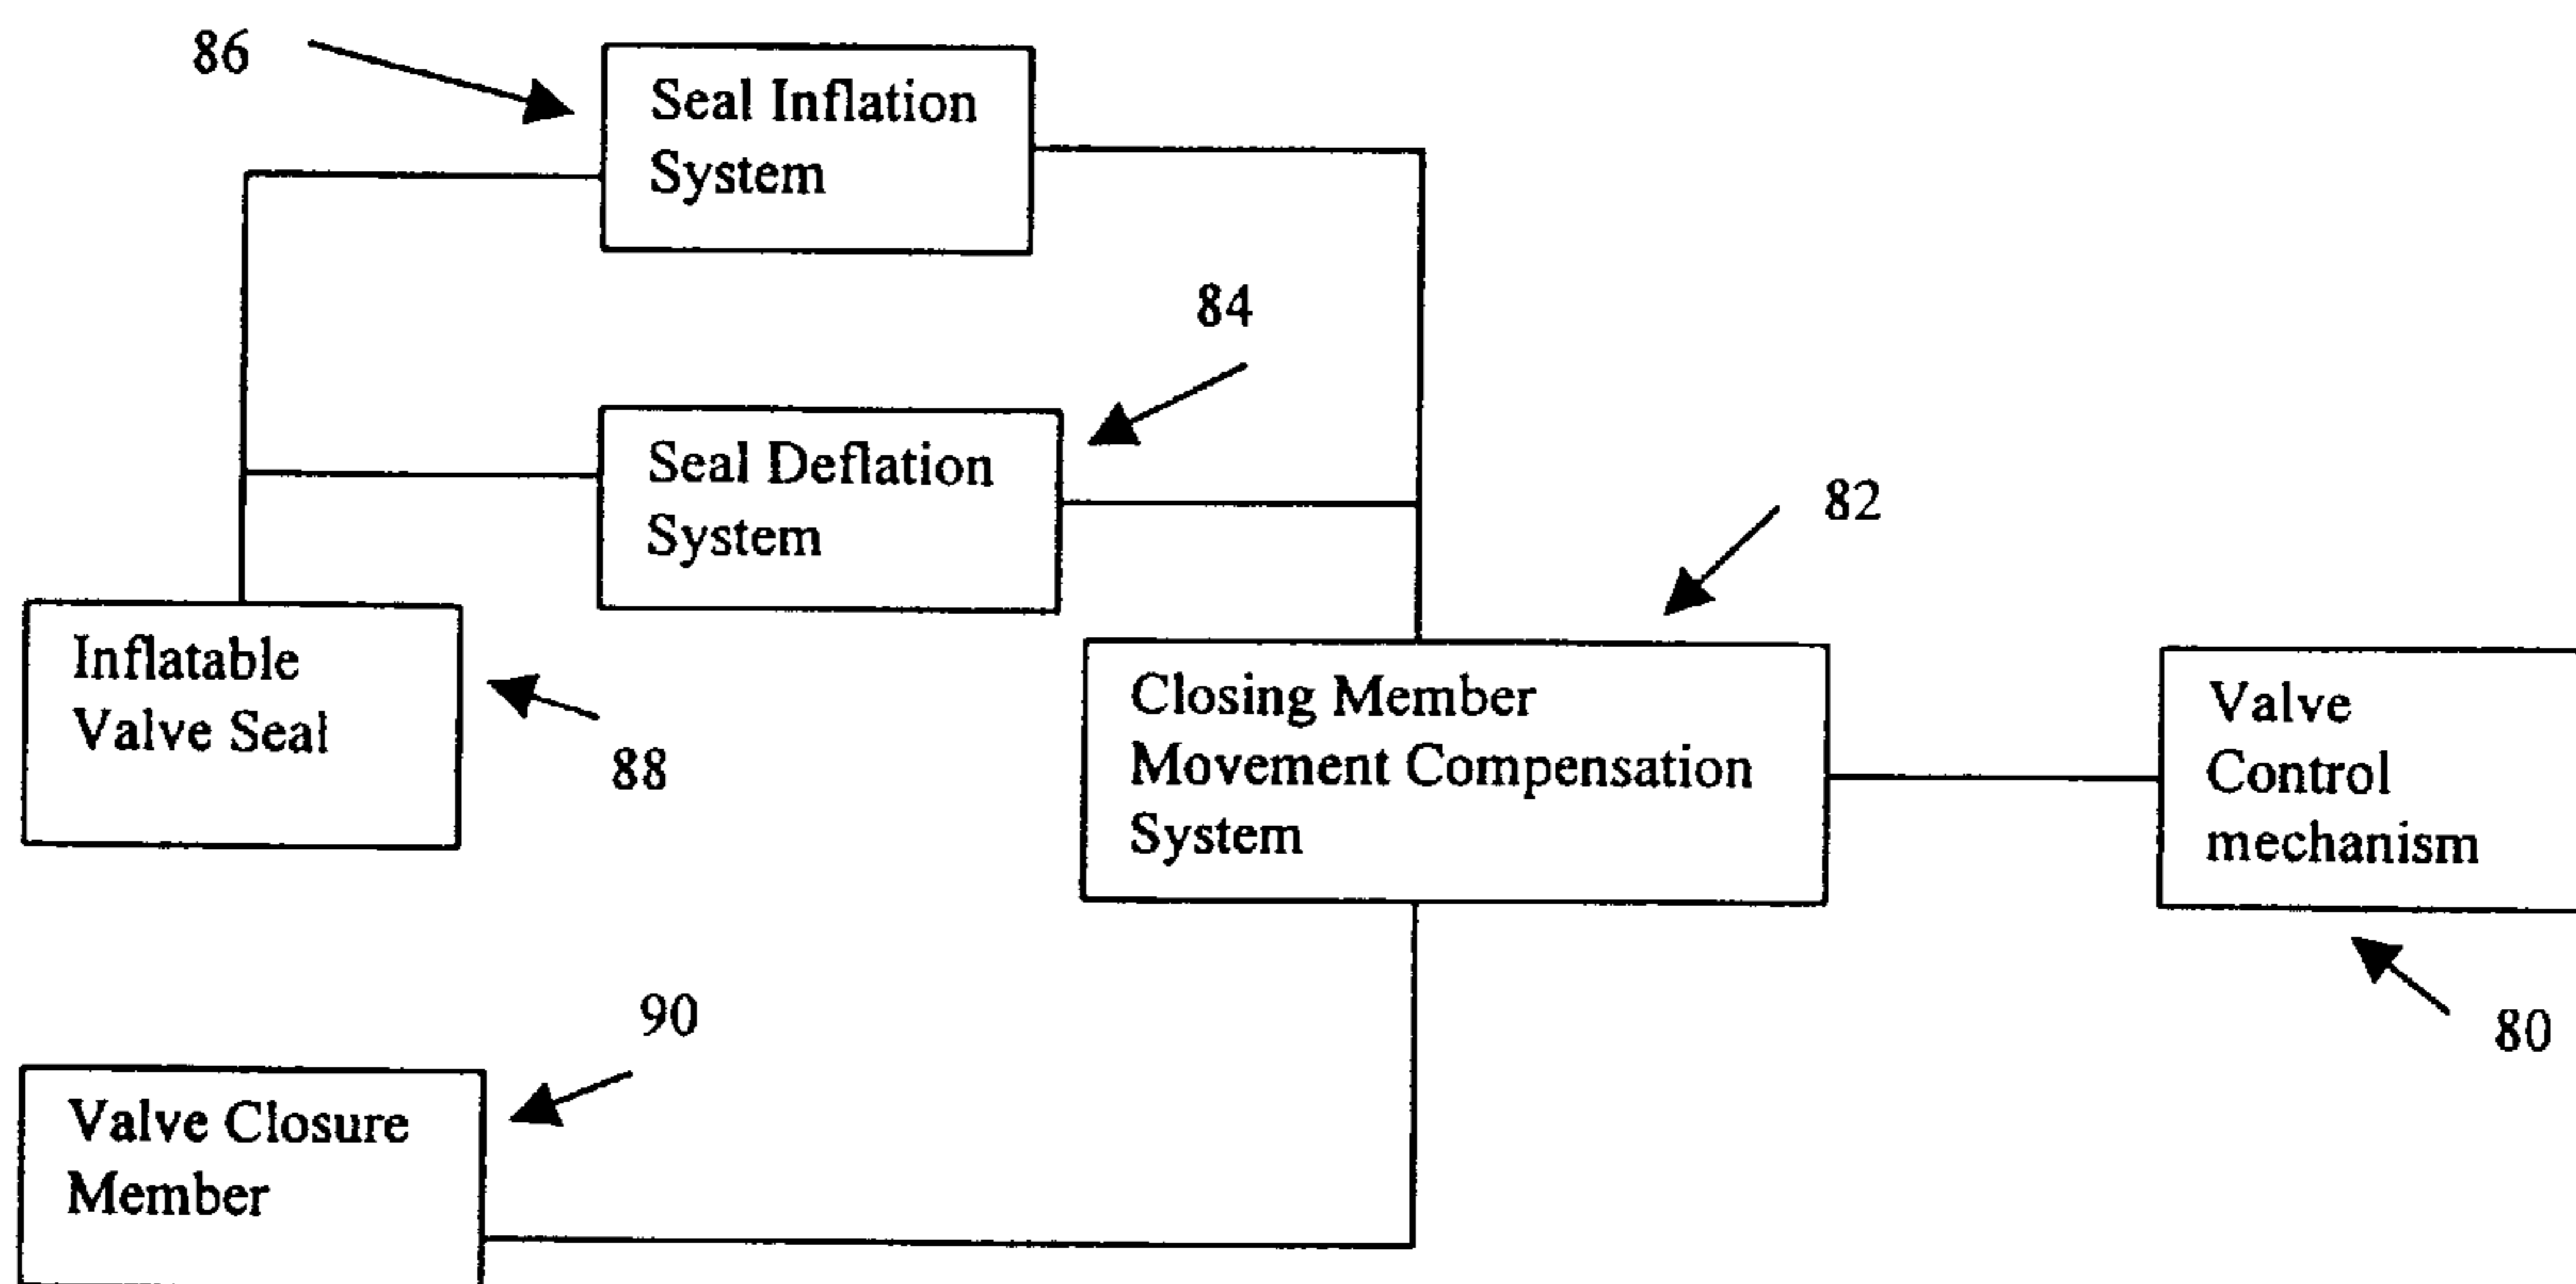 86
Seal Inflation
System
84
Seal Deflation
System
82
Inflatable
Valve Seal
88
Closing Member
Movement Compensation
System
Valve
Control
mechanism
80
90
Valve Closure
Member